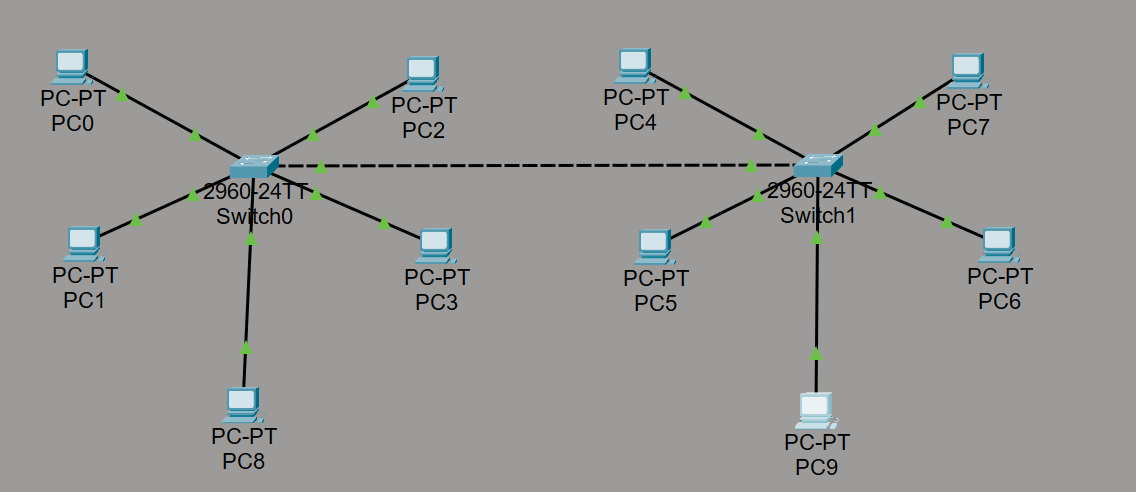 PC-PT
PC0
PC-PT
PC2
PC-PT
PC4
PC-PT
PC7
2960-24TT
Switch0
2960-24TT
Switch1
PC-PT
PC1
PC-PT
PC3
PC-PT
PC5
PC-PT
PC6
PC-PT
PC8
PC-PT
PC9